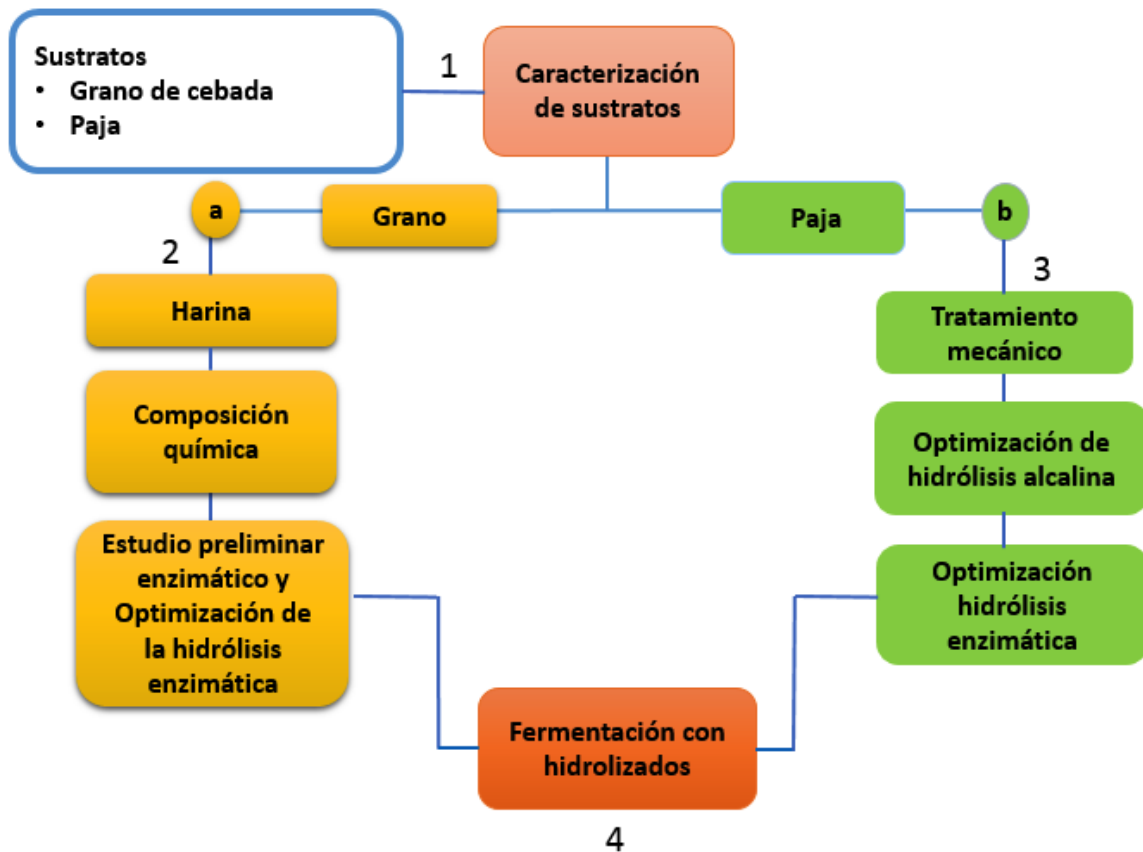 Sustratos
• Grano de cebada
• Paja
1
Caracterización
de sustratos
a
Grano
Paja
b
2
3
Harina
Composición
química
Estudio preliminar
enzimático y
Optimización de
la hidrólisis
enzimática
Tratamiento
mecánico
Optimización de
hidrólisis alcalina
Optimización
hidrólisis
enzimática
Fermentación con
hidrolizados
4